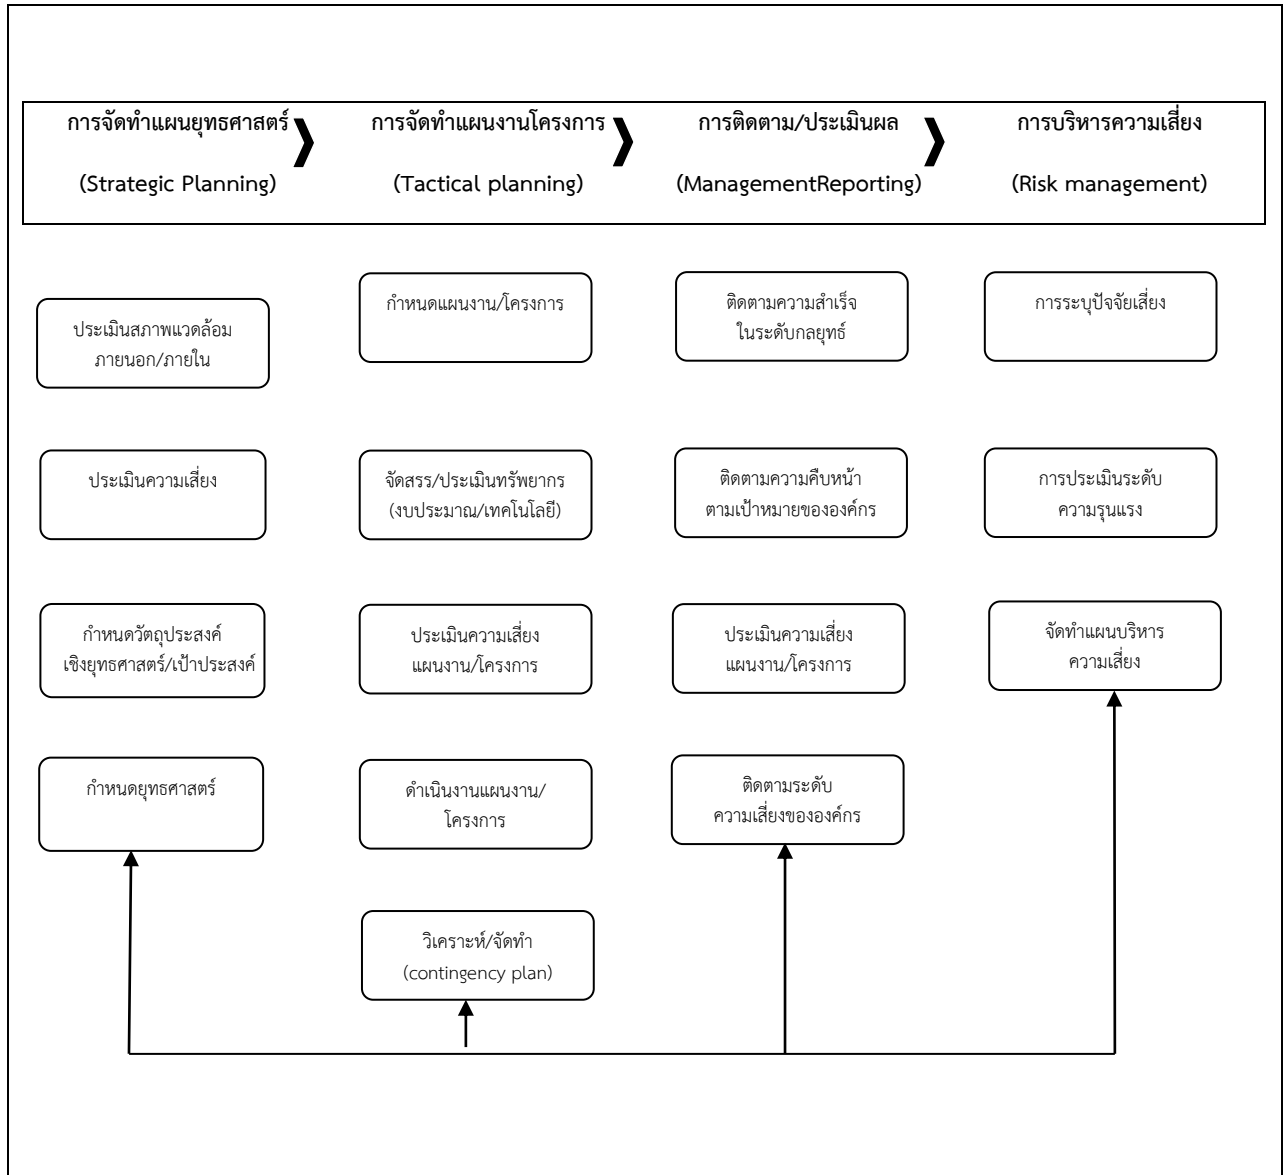 การจัดทำแผนยุทธศาสตร์
(Strategic Planning)
การจัดทำแผนงานโครงการ
(Tactical planning)
การติดตาม/ประเมินผล
(ManagementReporting)
การบริหารความเสี่ยง
(Risk management)
ประเมินสภาพแวดล้อม
ภายนอก/ภายใน
ประเมินความเสี่ยง
กำหนดวัตถุประสงค์
เชิงยุทธศาสตร์/เป้าประสงค์
กำหนดยุทธศาสตร์
กำหนดแผนงาน/โครงการ
จัดสรร/ประเมินทรัพยากร
(งบประมาณ/เทคโนโลยี)
ประเมินความเสี่ยง
แผนงาน/โครงการ
ดำเนินงานแผนงาน/
โครงการ
วิเคราะห์/จัดทำ
(contingency plan)
ติดตามความสำเร็จ
ในระดับกลยุทธ์
ติดตามความคืบหน้า
ตามเป้าหมายขององค์กร
ประเมินความเสี่ยง
แผนงาน/โครงการ
ติดตามระดับ
ความเสี่ยงขององค์กร
การระบุปัจจัยเสี่ยง
การประเมินระดับ
ความรุนแรง
จัดทำแผนบริหาร
ความเสี่ยง